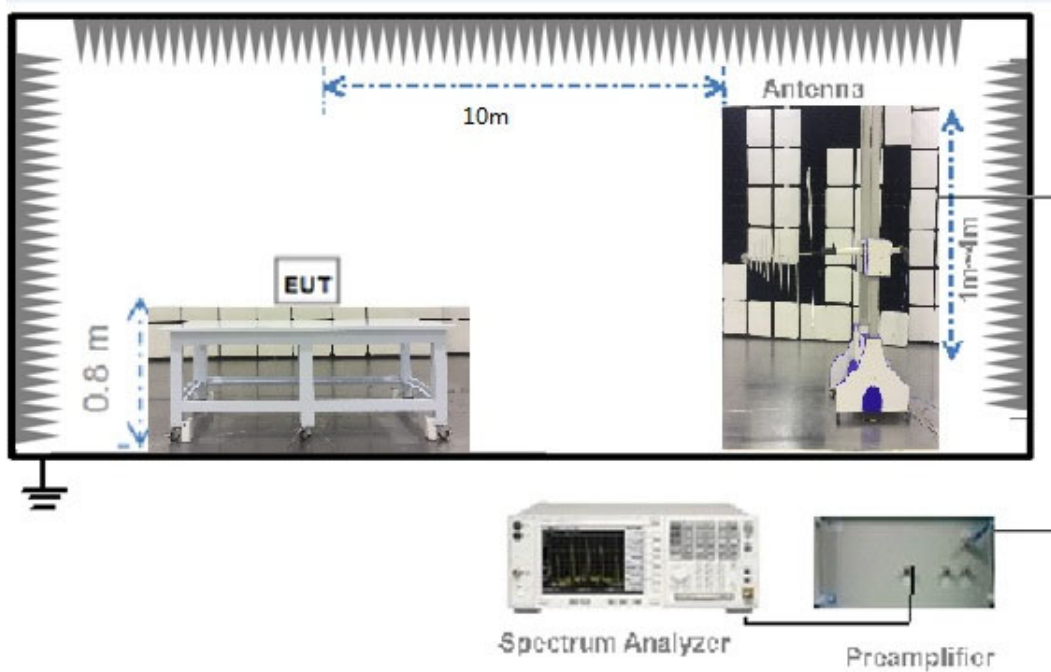 Antenna
10m
1m~4m
EUT
0.8 m
Spectrum Analyzer
Preamplifier